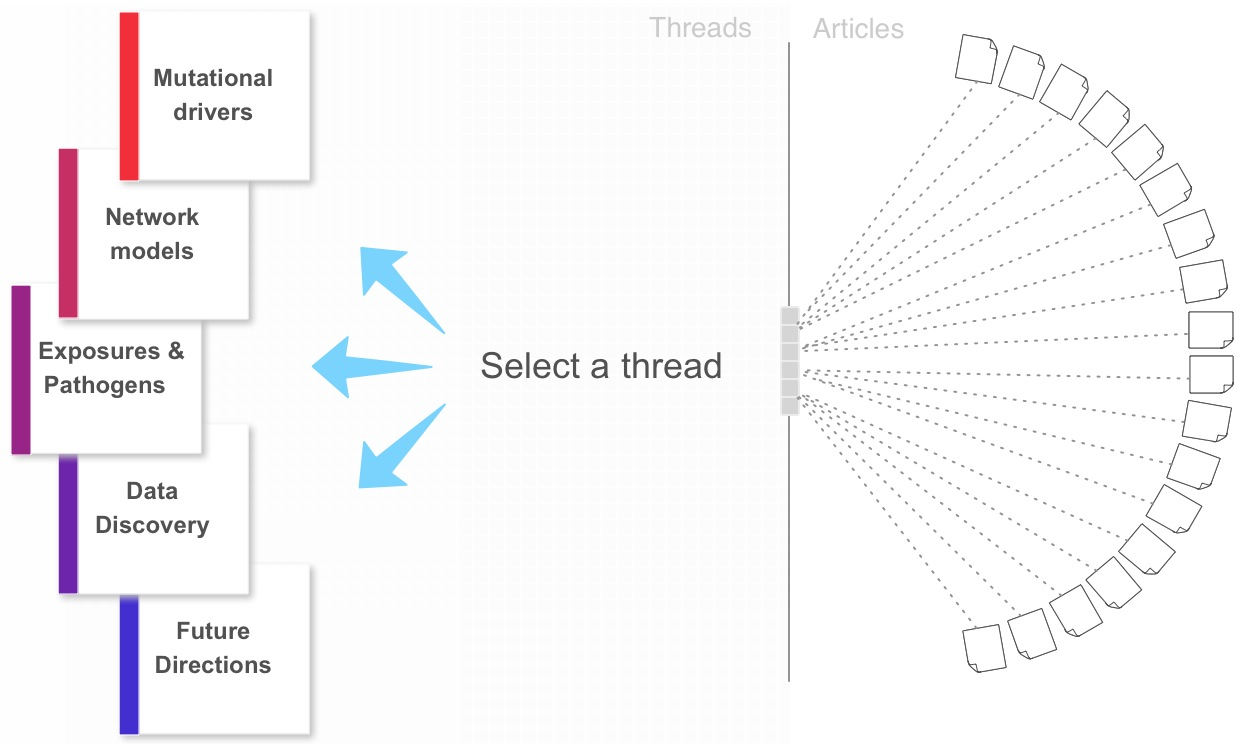 Threads
Articles
Mutational
drivers
Network
models
Exposures &
Pathogens
Data
Discovery
Future
Directions
Select a thread